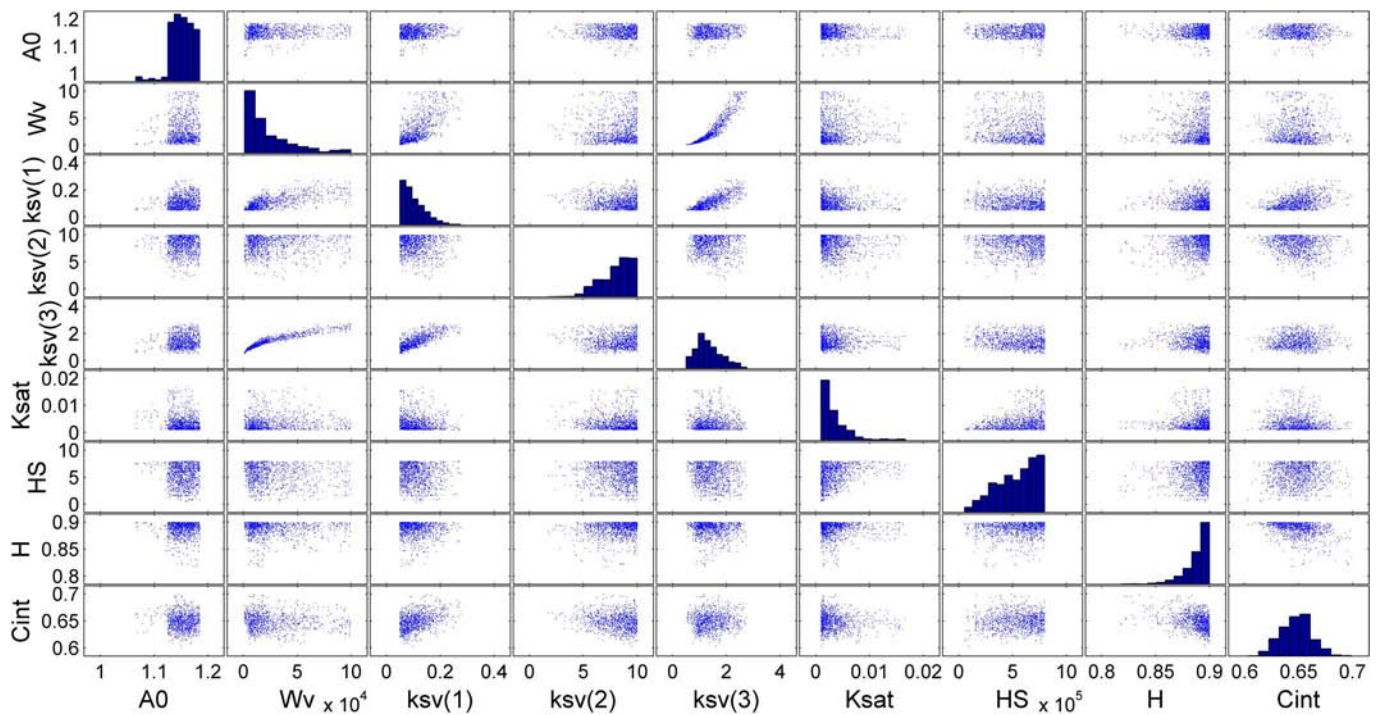 A0
1.2
1.1
1
Wv
10
5
0
ksv(1)
0.4
0.2
0
ksv(2)
10
5
0
ksv(3)
4
2
0
Ksat
0.02
0.01
0
HS
10
5
0
H
0.9
0.85
0.8
Cint
0.7
0.65
0.6
1 1.1 1.2 0 5 10 0 0.2 0.4 0 5 10 0 2 4 0 0.01 0.02 0 5 10 0.8 0.85 0.9 0.6 0.65 0.7
A0 Wv x 10⁴ ksv(1) ksv(2) ksv(3) Ksat HS x 10⁵ H Cint